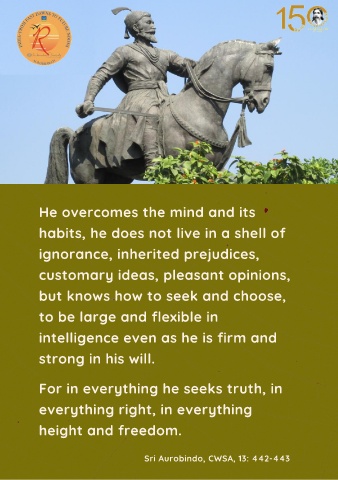 150
R
He overcomes the mind and its
habits, he does not live in a shell of
ignorance, inherited prejudices,
customary ideas, pleasant opinions,
but knows how to seek and choose,
to be large and flexible in
intelligence even as he is firm and
strong in his will.
For in everything he seeks truth, in
everything right, in everything
height and freedom.
Sri Aurobindo, CWSA, 13: 442-443